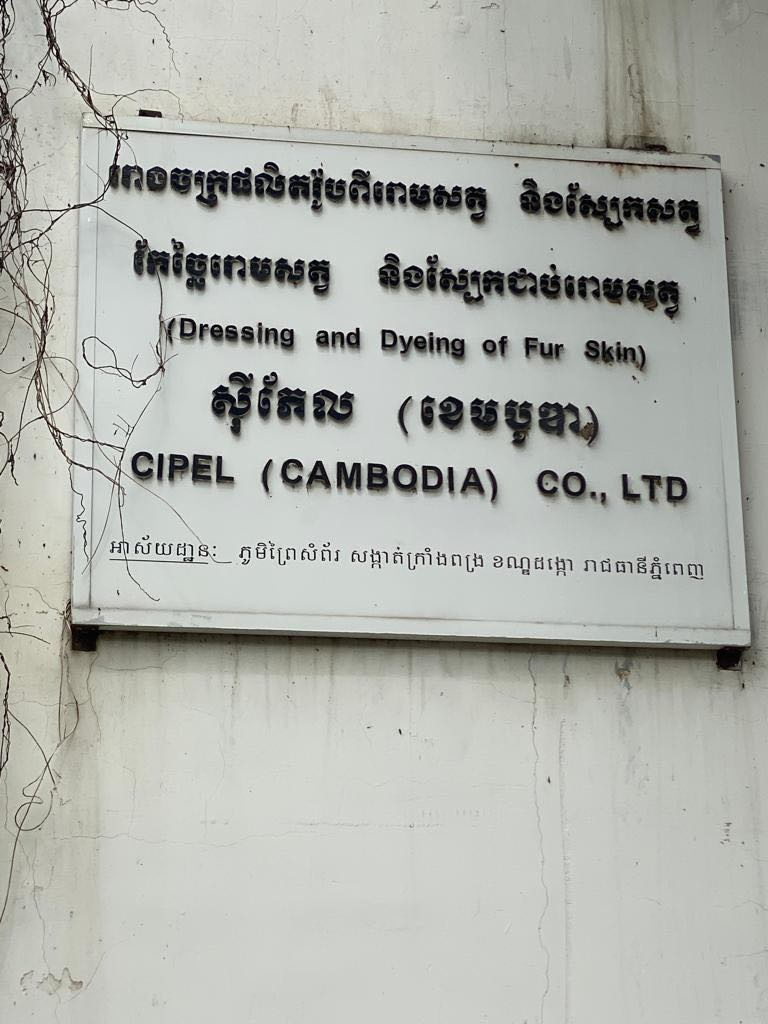 រោងចក្រផលិតរ៉ូបពីរោមសត្វ និងស្បែកសត្វ
កែច្នៃរោមសត្វ និងស្បែកជាប់រោមសត្វ
(Dressing and Dyeing of Fur Skin)
ស៊ីភែល (ខេមបូឌា)
CIPEL (CAMBODIA) CO., LTD
អាស័យដ្ឋាន: ភូមិព្រៃសំព័រ សង្កាត់ក្រាំងពង្រ ខណ្ឌដង្កោ រាជធានីភ្នំពេញ